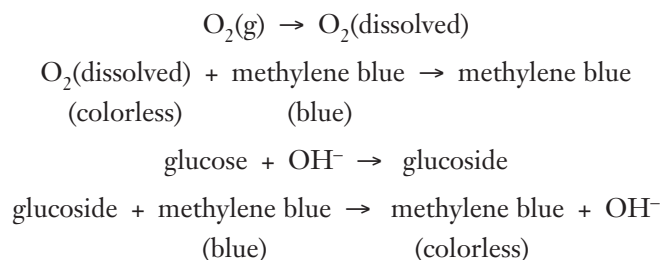 O₂(g) → O₂(dissolved)
O₂(dissolved) + methylene blue → methylene blue
(colorless) (blue)
glucose + OH⁻ → glucoside
glucoside + methylene blue → methylene blue + OH⁻
(blue) (colorless)